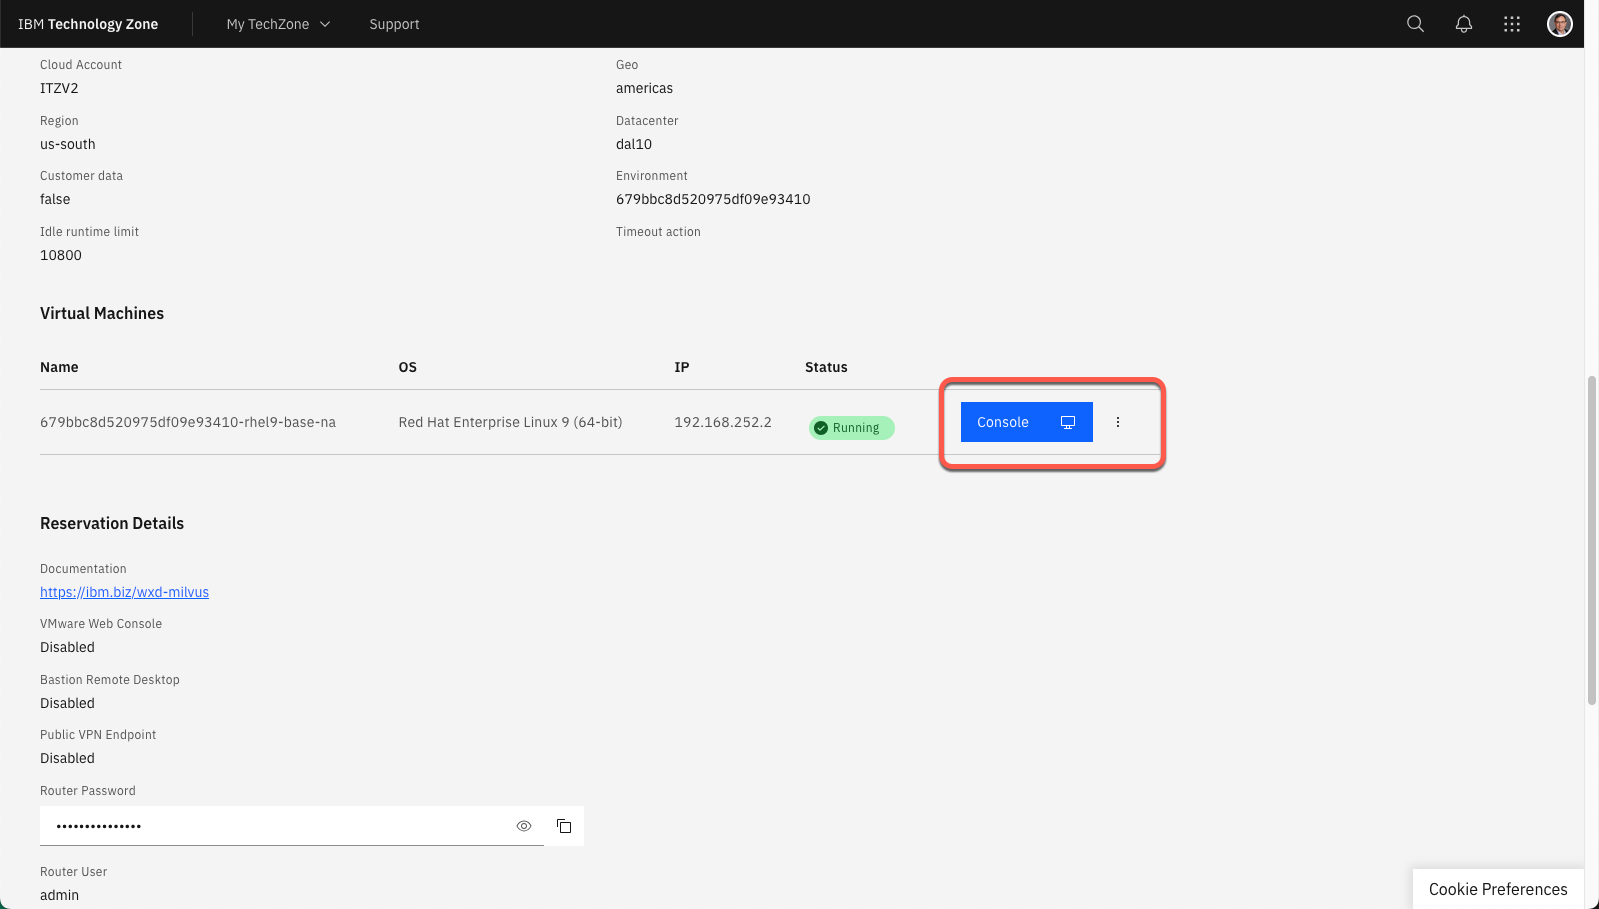 IBM Technology Zone My TechZone Support
Cloud Account Geo
ITZV2 americas
Region Datacenter
us-south dal10
Customer data Environment
false 679bbc8d520975df09e93410
Idle runtime limit Timeout action
10800
Virtual Machines
Name OS IP Status
679bbc8d520975df09e93410-rhel9-base-na Red Hat Enterprise Linux 9 (64-bit) 192.168.252.2 Running Console
Reservation Details
Documentation
https://ibm.biz/wxd-milvus
VMware Web Console
Disabled
Bastion Remote Desktop
Disabled
Public VPN Endpoint
Disabled
Router Password
•••••••••••••••
Router User
admin
Cookie Preferences